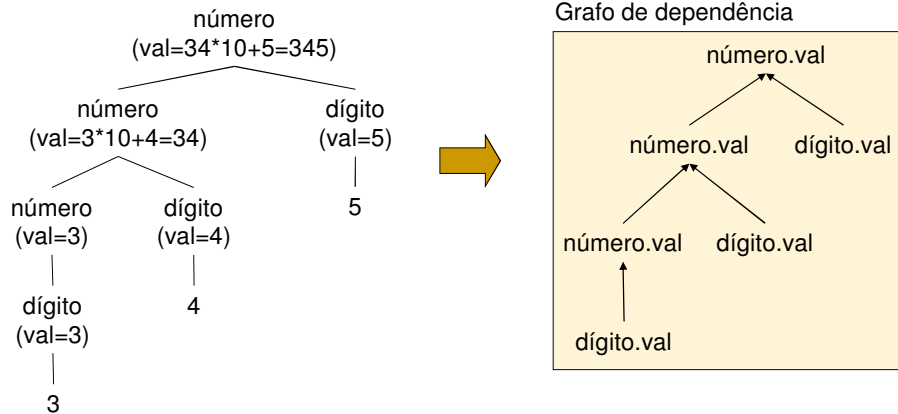 número
(val=34*10+5=345)
número
(val=3*10+4=34)
dígito
(val=5)
número
(val=3)
dígito
(val=4)
5
dígito
(val=3)
4
3
Grafo de dependência
número.val
número.val
dígito.val
número.val
dígito.val
dígito.val